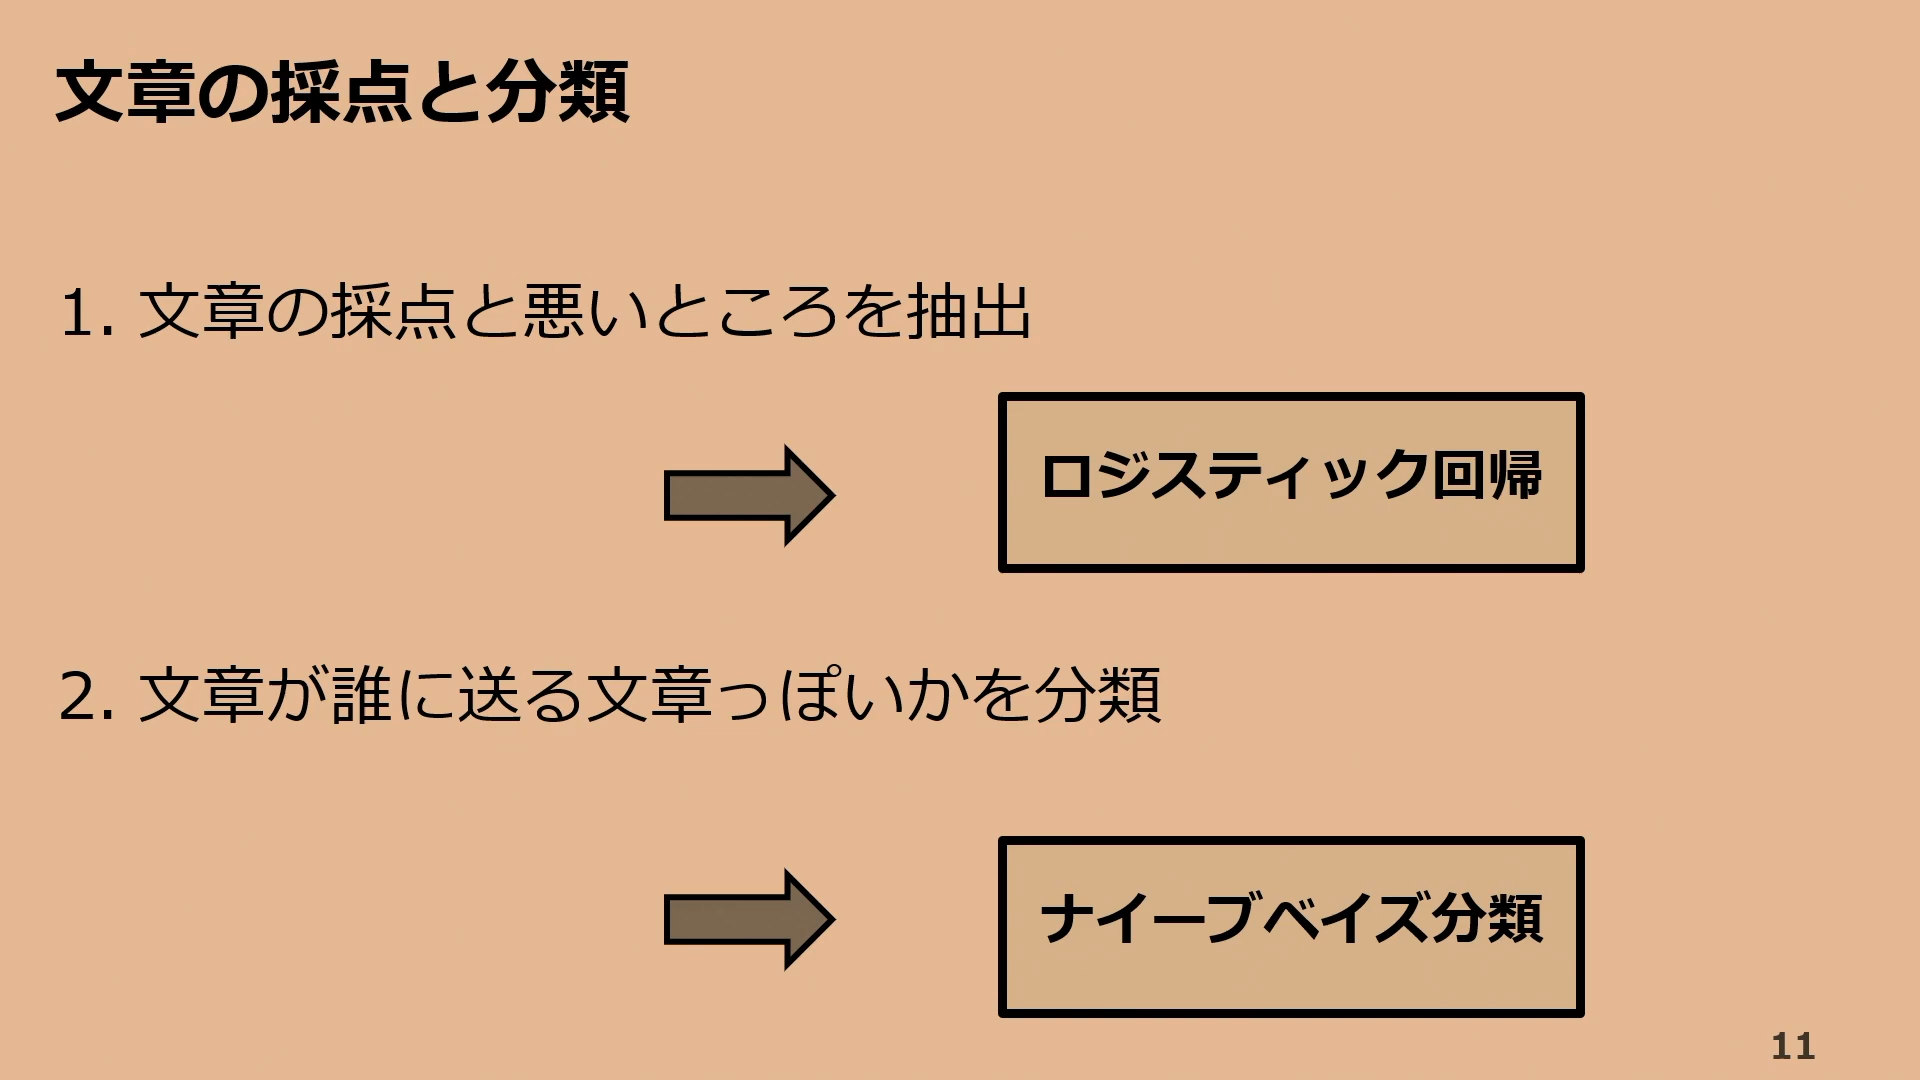 文章の採点と分類
1. 文章の採点と悪いところを抽出
ロジスティック回帰
2. 文章が誰に送る文章っぽいかを分類
ナイーブベイズ分類
11